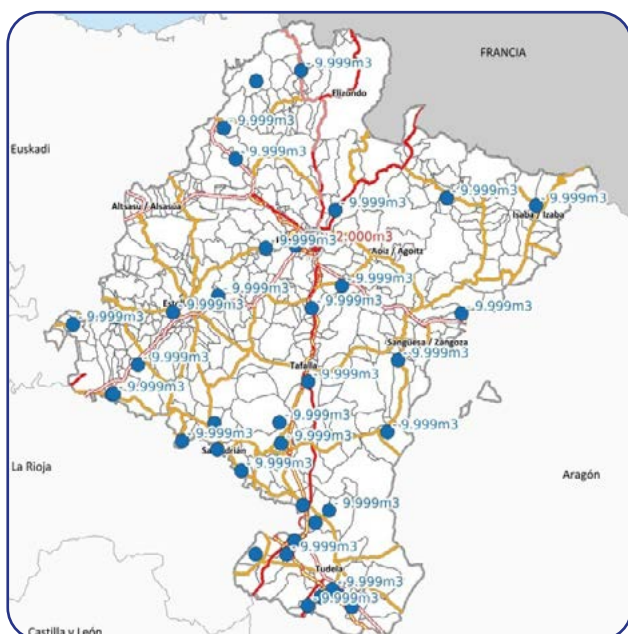 FRANCIA
- 9.999m3
Elizondo
- 9.999m3
Euskadi
- 9.999m3
Altsasu / Alsasua
- 9.999m3
- 9.999m3
- 9.999m3
Isaba / Izaba
9.999m3
2.000m3
Aoiz / Agoitz
- 9.999m3
- 9.999m3
- 9.999m3
- 9.999m3
- 9.999m3
Sangüesa / Zangoza
- 9.999m3
- 9.999m3
Tafalla
- 9.999m3
- 9.999m3
- 9.999m3
- 9.999m3
- 9.999m3
- 9.999m3
La Rioja
- 9.999m3
Aragón
- 9.999m3
Tudela
- 9.999m3
- 9.999m3
Castilla y León